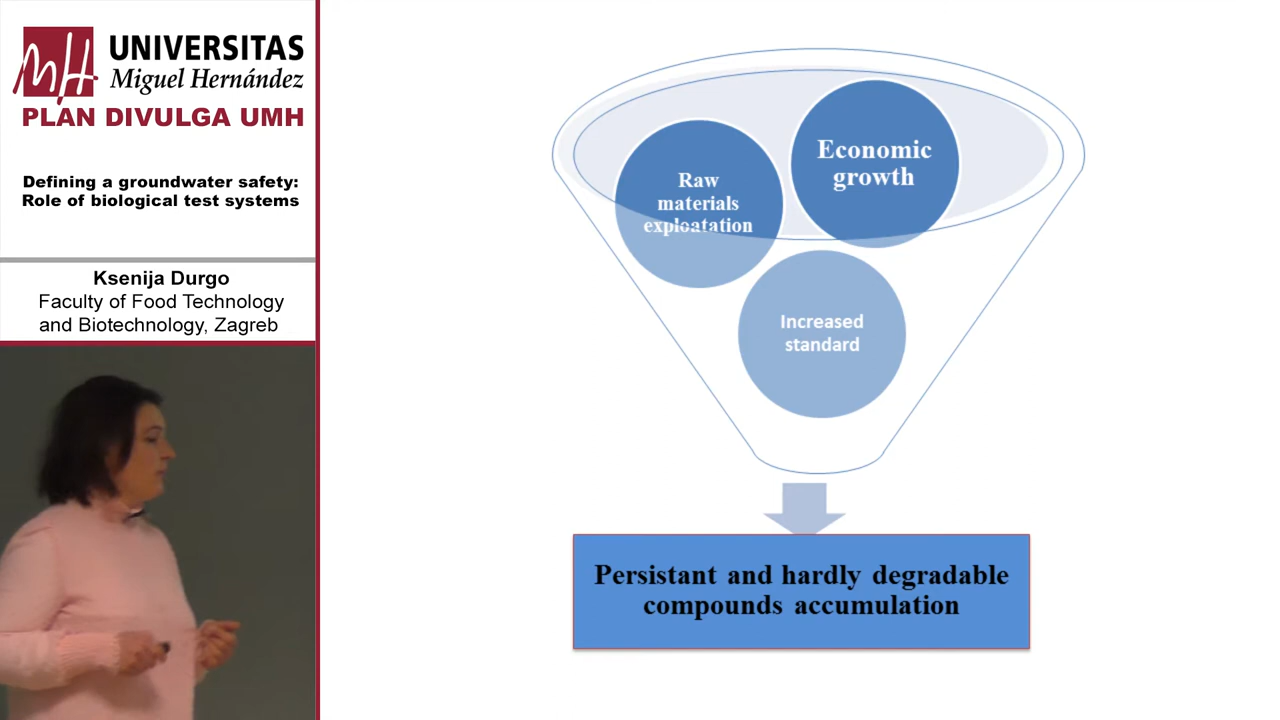 UNIVERSITAS
Miguel Hernández
PLAN DIVULGA UMH
Defining a groundwater safety:
Role of biological test systems
Ksenija Durgo
Faculty of Food Technology
and Biotechnology, Zagreb
Economic
growth
Raw
materials
exploatation
Increased
standard
Persistant and hardly degradable
compounds accumulation